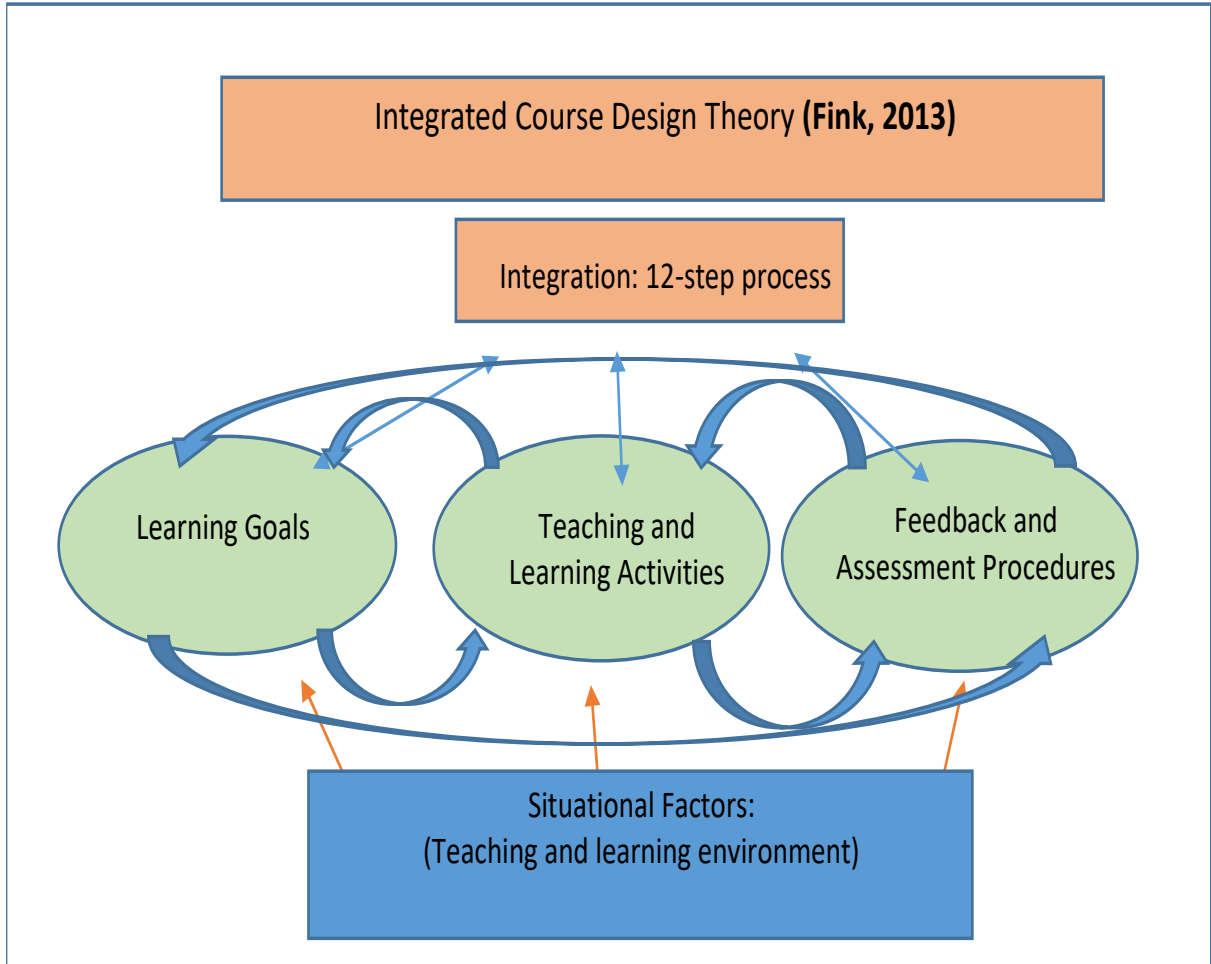 Integrated Course Design Theory (Fink, 2013)
Integration: 12-step process
Learning Goals
Teaching and
Learning Activities
Feedback and
Assessment Procedures
Situational Factors:
(Teaching and learning environment)